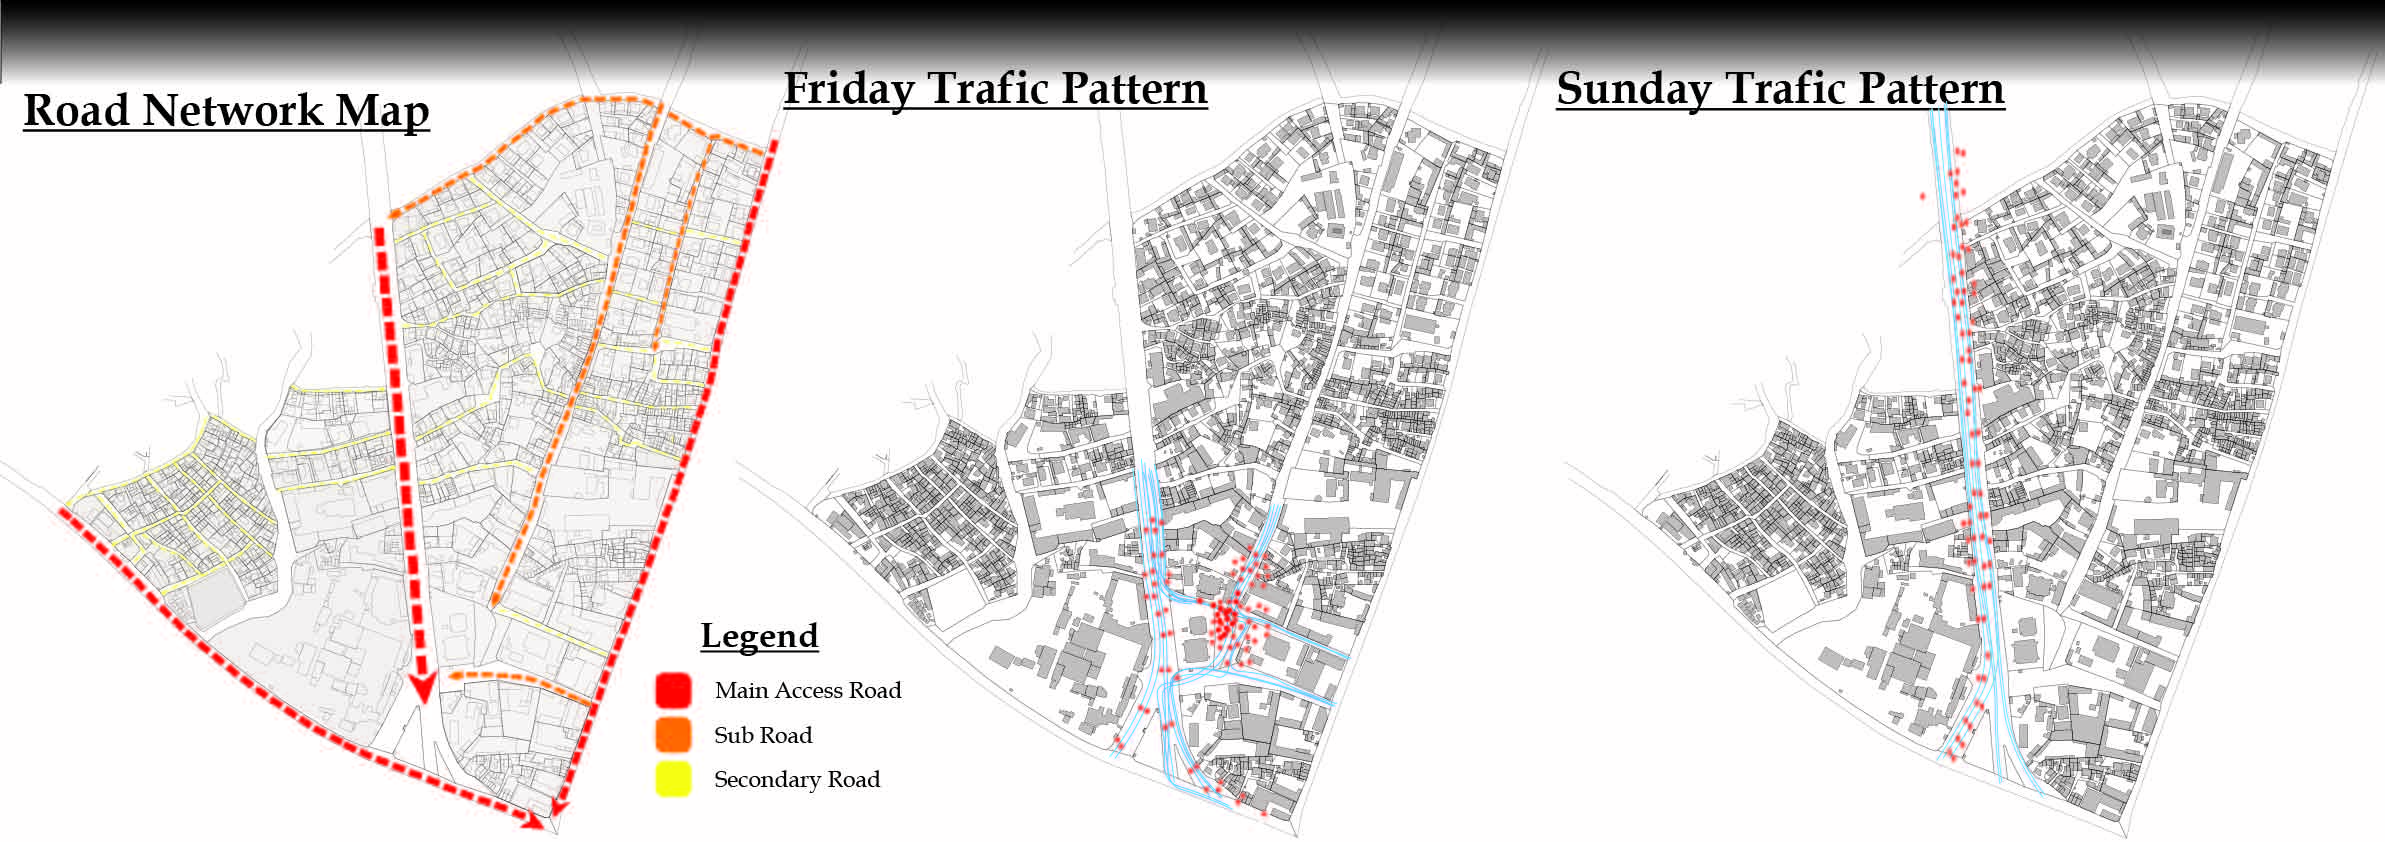 Road Network Map
Friday Trafic Pattern
Sunday Trafic Pattern
Legend
Main Access Road
Sub Road
Secondary Road